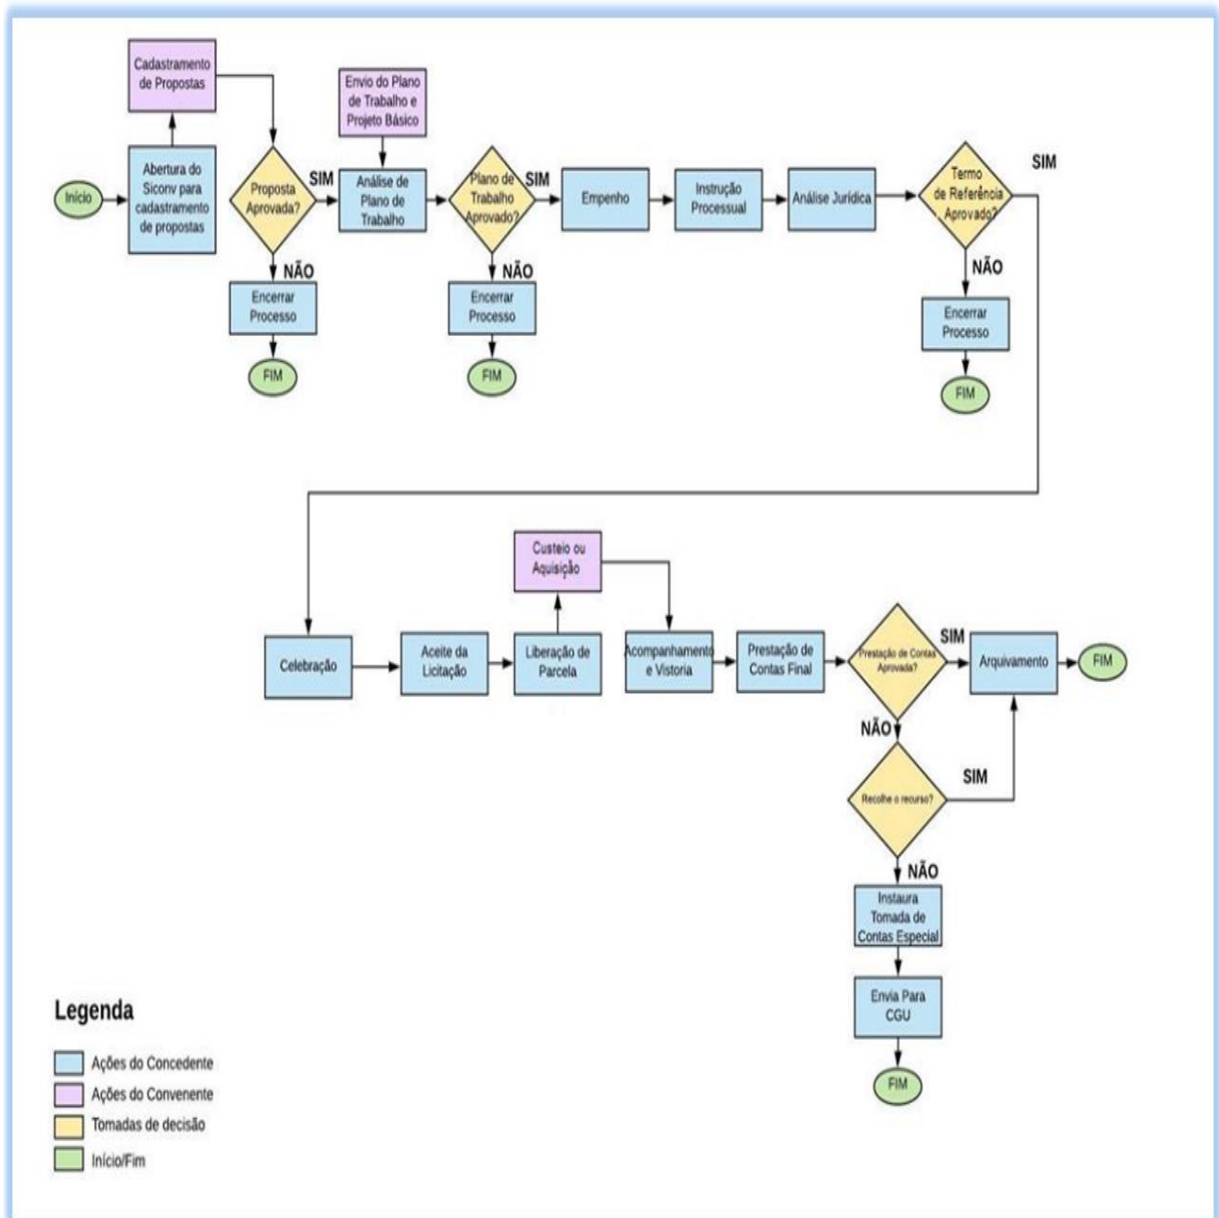 Cadastramento
de Propostas
Envio do Plano
de Trabalho e
Projeto Básico
Início
Abertura do
Siconv para
cadastramento
de propostas
Proposta
Aprovada?
SIM
Análise de
Plano de
Trabalho
Plano de
Trabalho
Aprovado?
SIM
Empenho
Instrução
Processual
Análise Jurídica
Termo
de Referência
Aprovado?
SIM
NÃO
Encerrar
Processo
FIM
NÃO
Encerrar
Processo
FIM
NÃO
Encerrar
Processo
FIM
Custeio ou
Aquisição
Celebração
Aceite da
Licitação
Liberação de
Parcela
Acompanhamento
e Vistoria
Prestação de
Contas Final
Prestação de Contas
Aprovada?
SIM
Arquivamento
FIM
NÃO
Recolhe o recurso?
SIM
NÃO
Instaura
Tomada de
Contas Especial
Envia Para
CGU
FIM
Legenda
Ações do Concedente
Ações do Convenente
Tomadas de decisão
Início/Fim